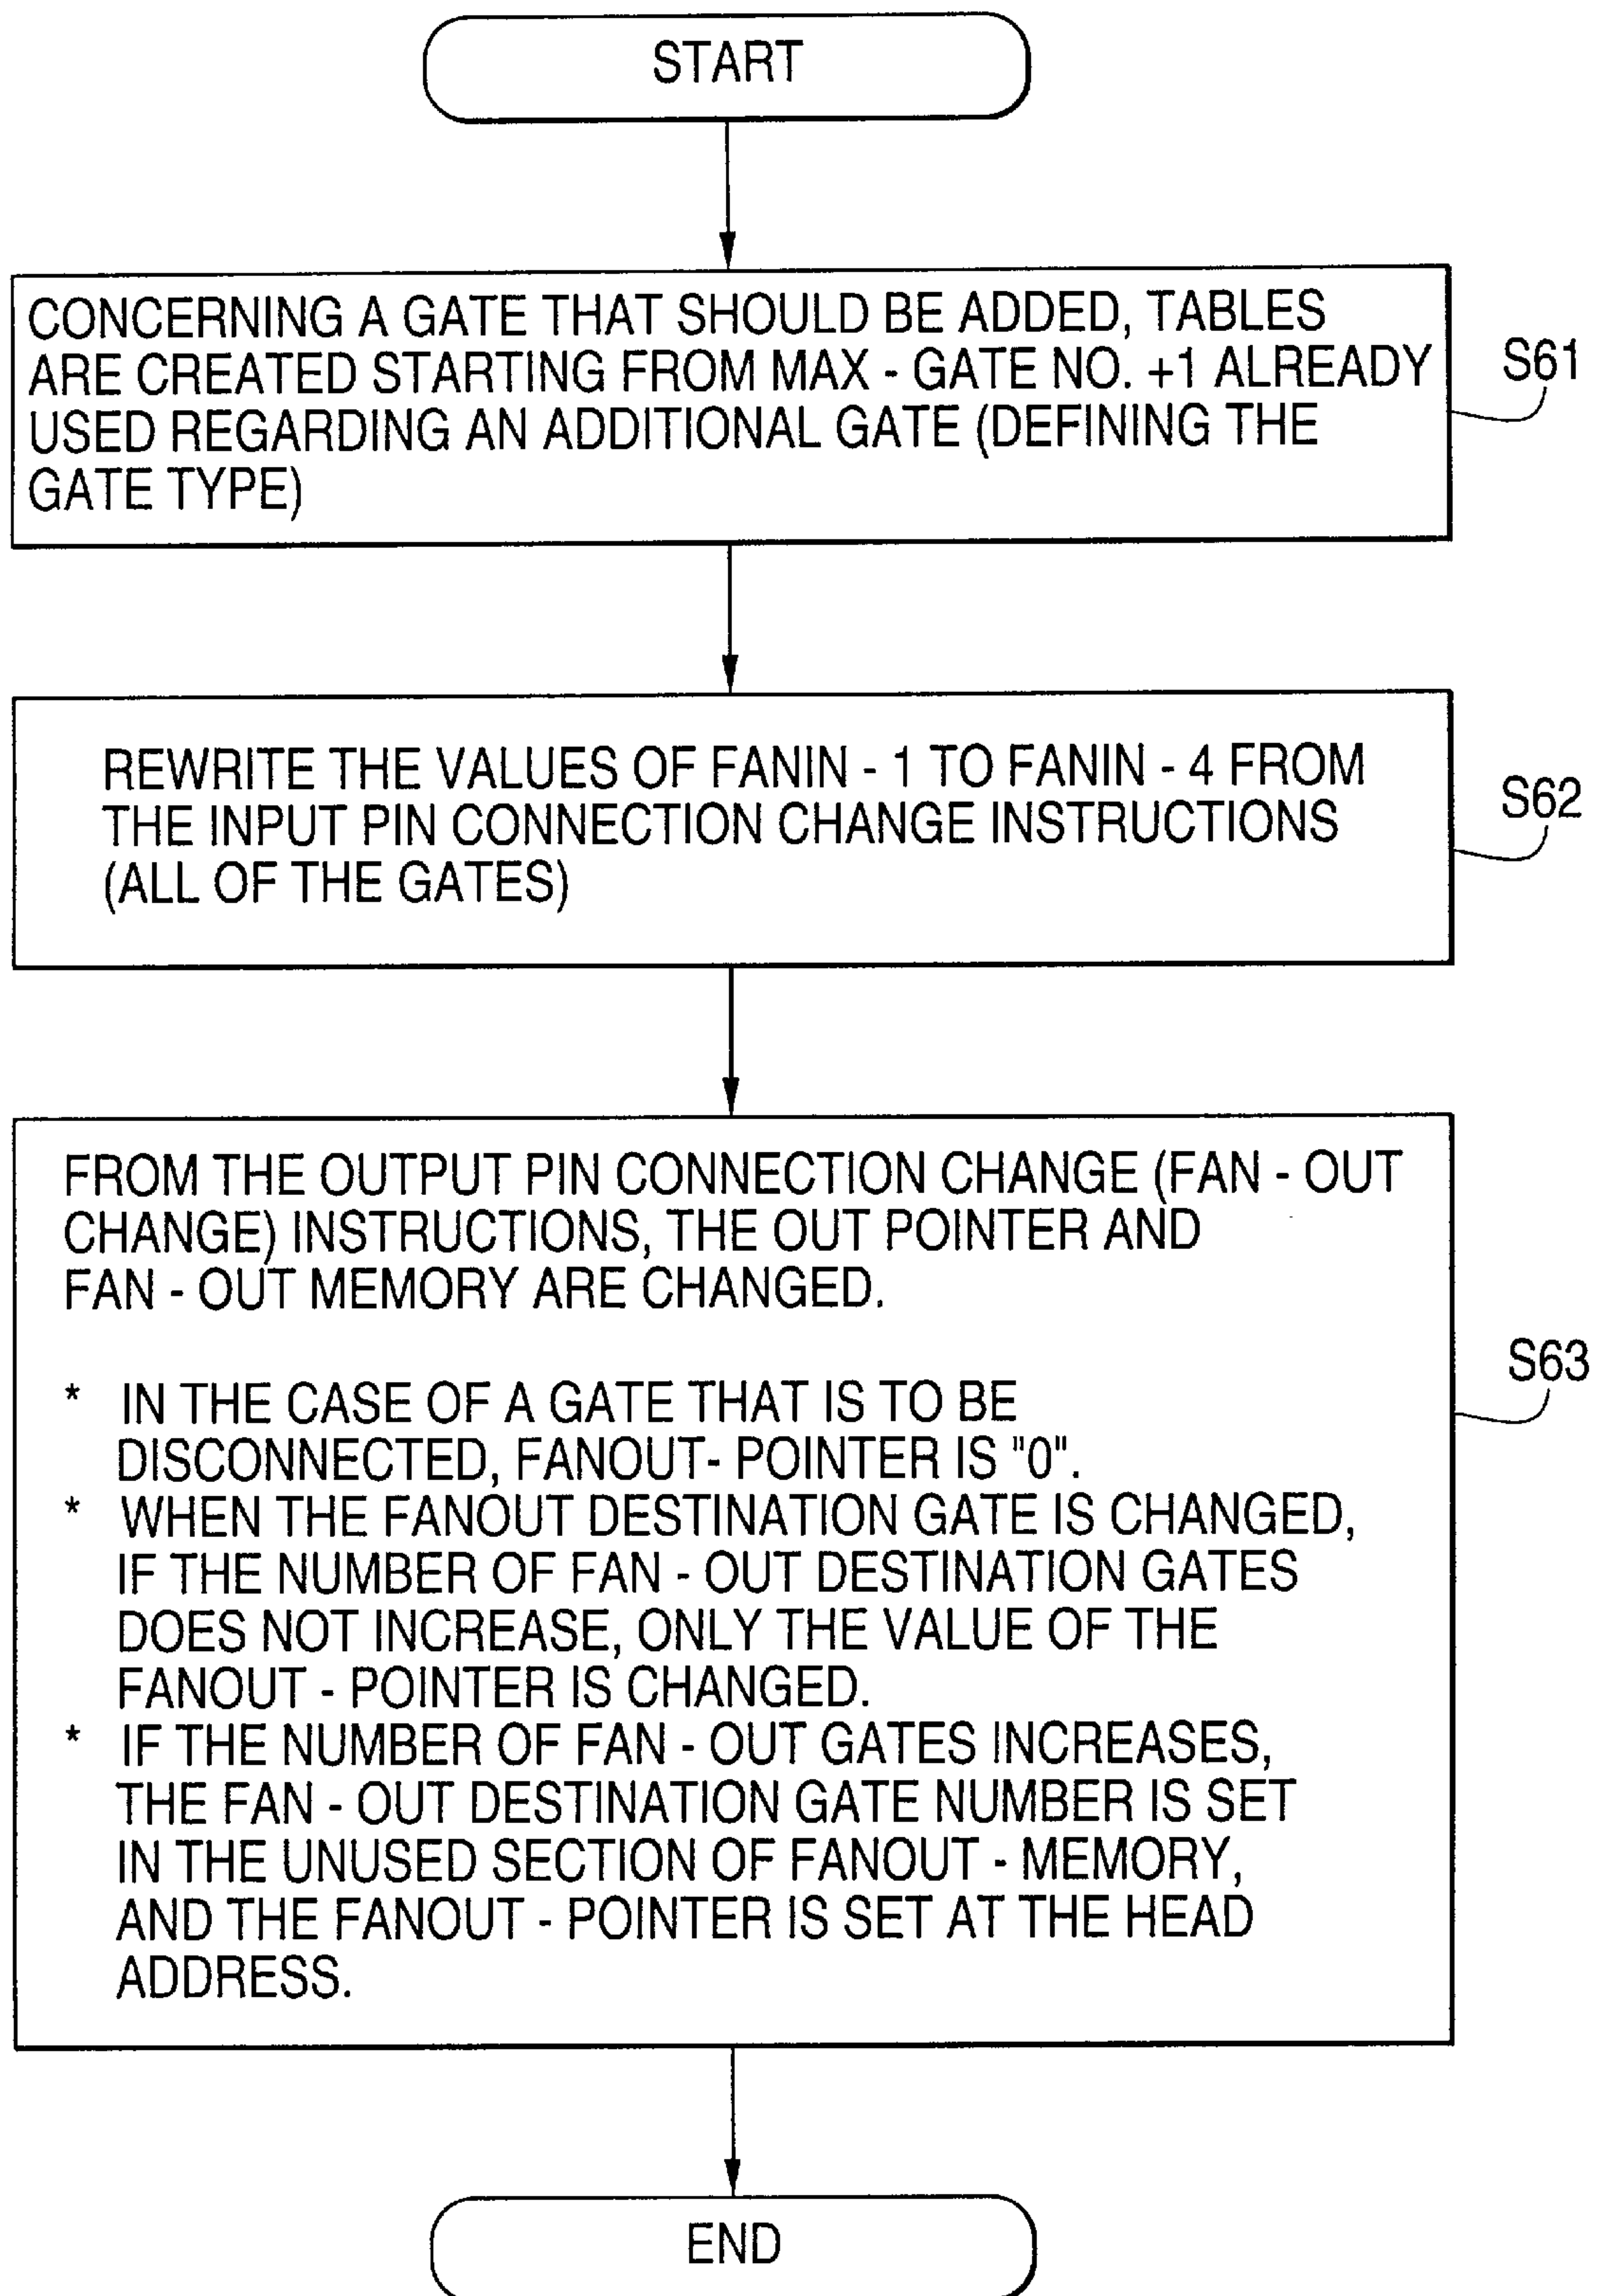 START
CONCERNING A GATE THAT SHOULD BE ADDED, TABLES
ARE CREATED STARTING FROM MAX - GATE NO. +1 ALREADY
USED REGARDING AN ADDITIONAL GATE (DEFINING THE
GATE TYPE)
S61
REWRITE THE VALUES OF FANIN - 1 TO FANIN - 4 FROM
THE INPUT PIN CONNECTION CHANGE INSTRUCTIONS
(ALL OF THE GATES)
S62
FROM THE OUTPUT PIN CONNECTION CHANGE (FAN - OUT
CHANGE) INSTRUCTIONS, THE OUT POINTER AND
FAN - OUT MEMORY ARE CHANGED.
* IN THE CASE OF A GATE THAT IS TO BE
DISCONNECTED, FANOUT- POINTER IS "0".
* WHEN THE FANOUT DESTINATION GATE IS CHANGED,
IF THE NUMBER OF FAN - OUT DESTINATION GATES
DOES NOT INCREASE, ONLY THE VALUE OF THE
FANOUT - POINTER IS CHANGED.
* IF THE NUMBER OF FAN - OUT GATES INCREASES,
THE FAN - OUT DESTINATION GATE NUMBER IS SET
IN THE UNUSED SECTION OF FANOUT - MEMORY,
AND THE FANOUT - POINTER IS SET AT THE HEAD
ADDRESS.
S63
END